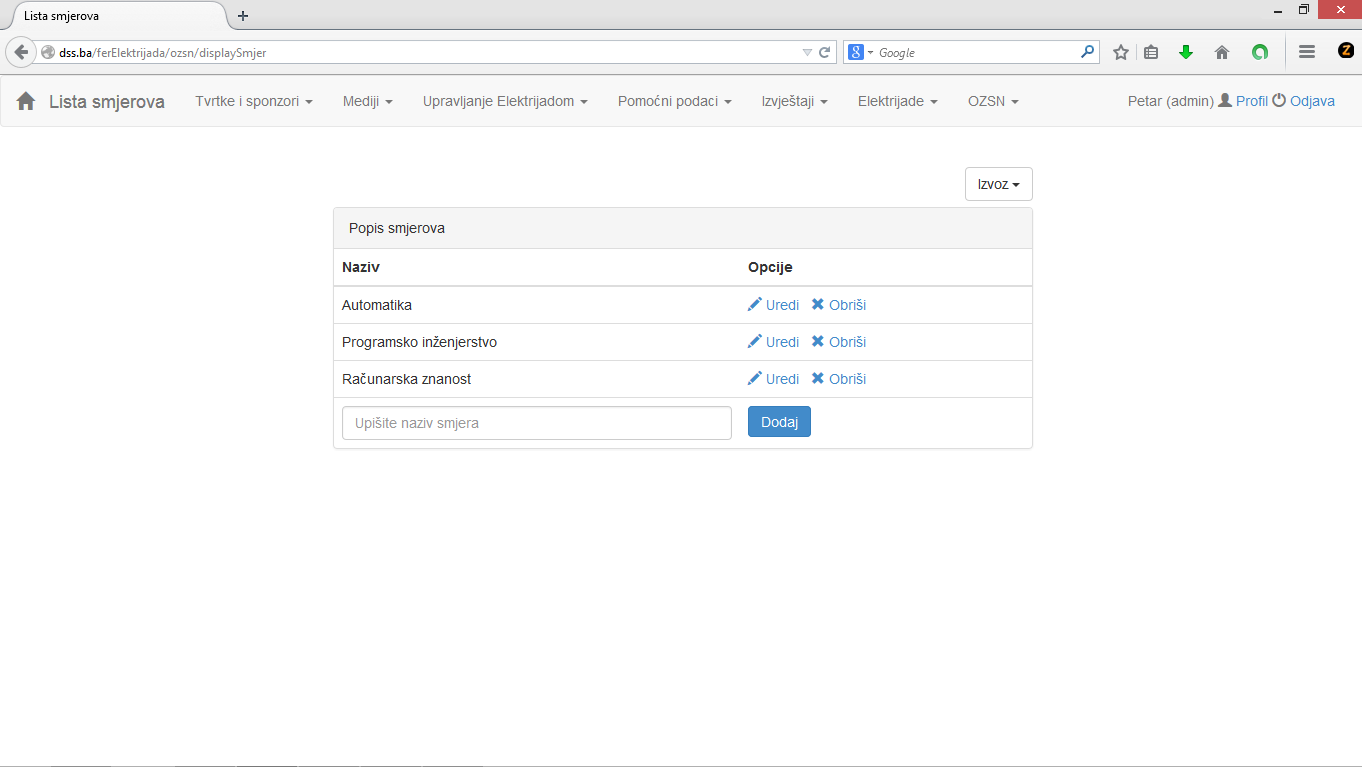 Lista smjerova
dss.ba/ferElektrijada/ozsn/displaySmjer
Google
Lista smjerova Tvrtke i sponzori Mediji Upravljanje Elektrijadom Pomoćni podaci Izvještaji Elektrijade OZSN Petar (admin) Profil Odjava
Izvoz
Popis smjerova
Naziv Opcije
Automatika Uredi Obriši
Programsko inženjerstvo Uredi Obriši
Računarska znanost Uredi Obriši
Upišite naziv smjera Dodaj